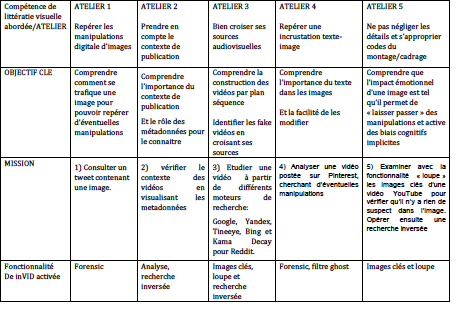 Compétence de
littératie visuelle
abordée/ATELIER
ATELIER 1
Repérer les
manipulations
digitale d'images
ATELIER 2
Prendre en
compte le
contexte de
publication
ATELIER 3
Bien croiser ses
sources
audiovisuelles
ATELIER 4
Repérer une
incrustation texte-
image
ATELIER 5
Ne pas négliger les
détails et s'approprier
codes du
montage/cadrage
OBJECTIF CLE
Comprendre
comment se
trafique une
image pour
pouvoir repérer
d'éventuelles
manipulations
Comprendre
l'importance du
contexte de
publication
Et le rôle des
métadonnées pour
le connaitre
Comprendre la
construction des
vidéos par plan
séquence
Identifier les fake
vidéos en
croisant ses
sources
Comprendre
l'importance du texte
dans les images
Et la facilité de les
modifier
Comprendre que
l'impact émotionnel
d'une image est tel
qu'il permet de
« laisser passer » des
manipulations et active
des biais cognitifs
implicites
MISSION
1) Consulter un
tweet contenant
une image.
2) vérifier le
contexte des
vidéos en
visualisant les
metadonnées
3) Etudier une
vidéo à partir
de différents
moteurs de
recherche:
Google, Yandex,
Tineeye, Bing et
Kama Decay
pour Reddit.
4) Analyser une vidéo
postée sur Pinterest,
cherchant d'éventuelles
manipulations
5) Examiner avec la
fonctionnalité « loupe »
les images clés d'une
vidéo YouTube pour
vérifier qu'il n'y a rien de
suspect dans l'image.
Opérer ensuite une
recherche inversée
Fonctionnalité
De inVID activée
Forensic
Analyse,
recherche
inversée
Images clés,
loupe et
recherche
inversée
Forensic, filtre ghost
Images clés et loupe